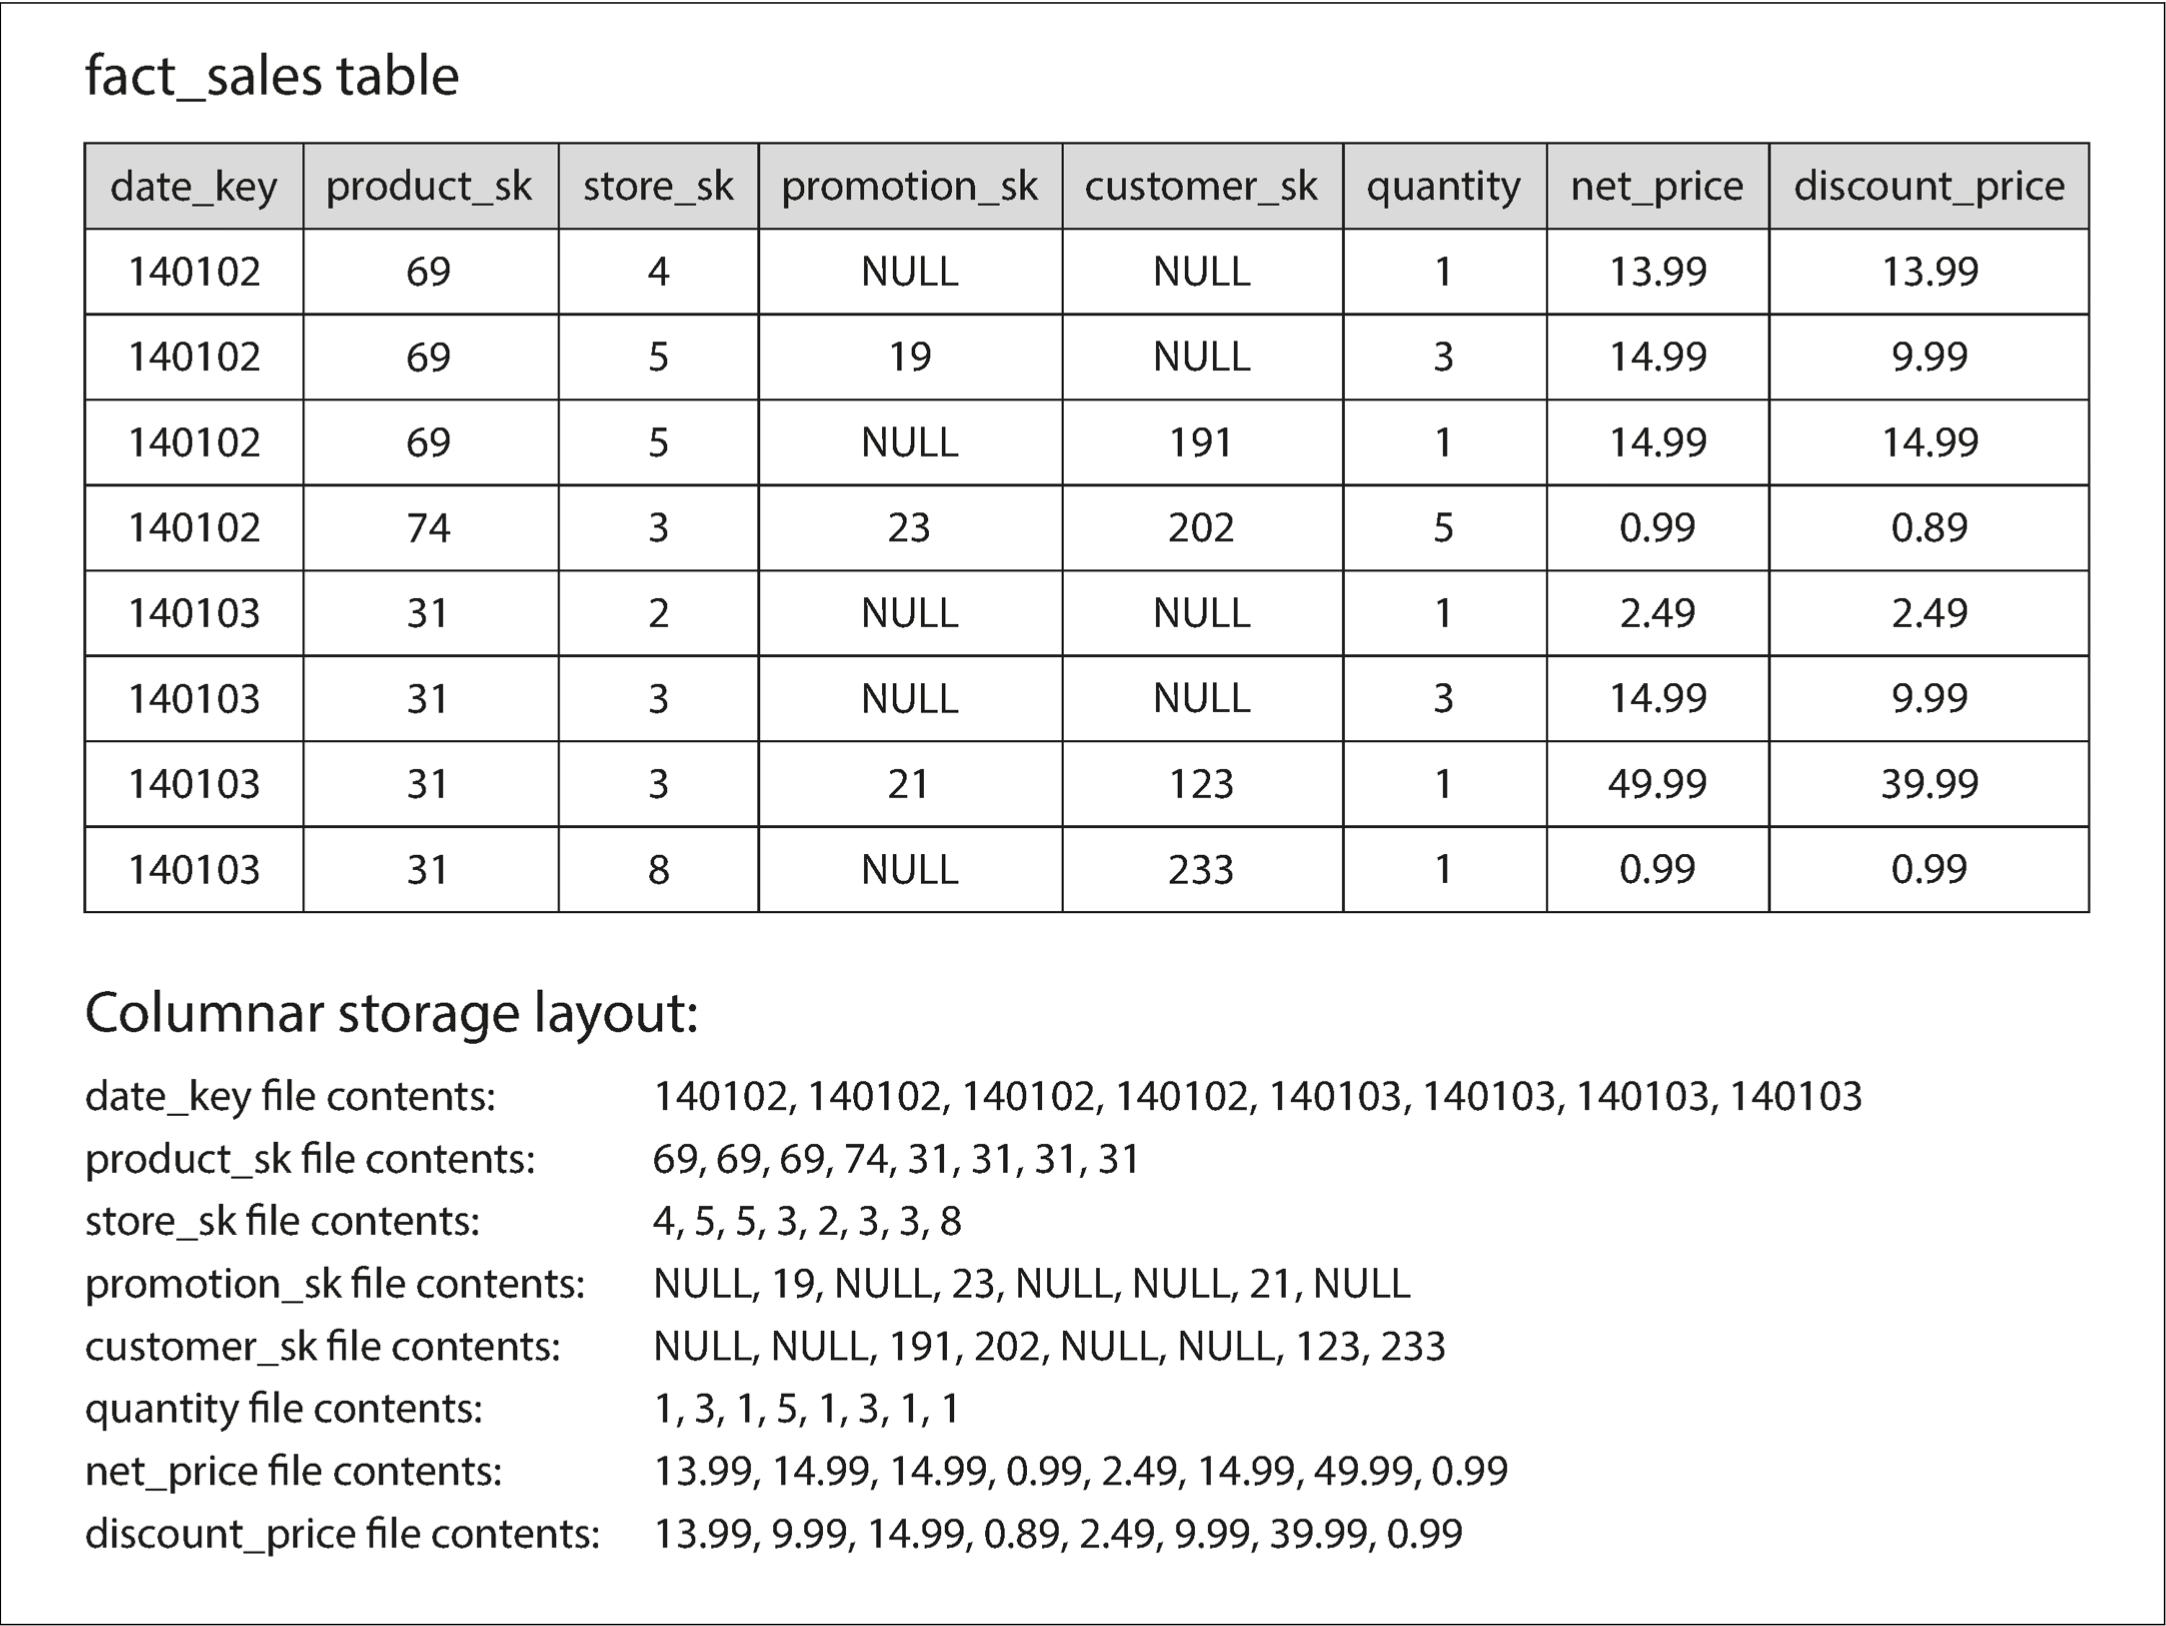 fact_sales table
date_key product_sk store_sk promotion_sk customer_sk quantity net_price discount_price
140102 69 4 NULL NULL 1 13.99 13.99
140102 69 5 19 NULL 3 14.99 9.99
140102 69 5 NULL 191 1 14.99 14.99
140102 74 3 23 202 5 0.99 0.89
140103 31 2 NULL NULL 1 2.49 2.49
140103 31 3 NULL NULL 3 14.99 9.99
140103 31 3 21 123 1 49.99 39.99
140103 31 8 NULL 233 1 0.99 0.99
Columnar storage layout:
date_key file contents: 140102, 140102, 140102, 140102, 140103, 140103, 140103, 140103
product_sk file contents: 69, 69, 69, 74, 31, 31, 31, 31
store_sk file contents: 4, 5, 5, 3, 2, 3, 3, 8
promotion_sk file contents: NULL, 19, NULL, 23, NULL, NULL, 21, NULL
customer_sk file contents: NULL, NULL, 191, 202, NULL, NULL, 123, 233
quantity file contents: 1, 3, 1, 5, 1, 3, 1, 1
net_price file contents: 13.99, 14.99, 14.99, 0.99, 2.49, 14.99, 49.99, 0.99
discount_price file contents: 13.99, 9.99, 14.99, 0.89, 2.49, 9.99, 39.99, 0.99